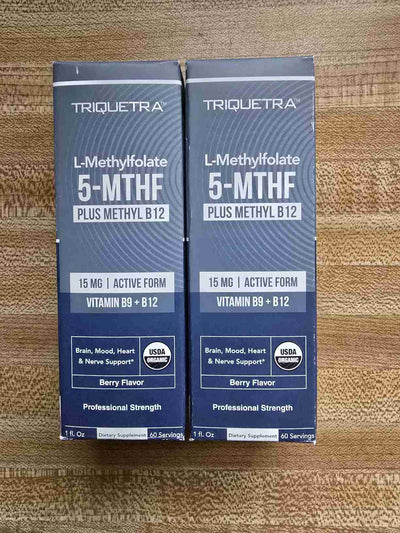 TRIQUETRA™
L-Methylfolate
5-MTHF
PLUS METHYL B12
15 MG | ACTIVE FORM
VITAMIN B9 + B12
Brain, Mood, Heart
& Nerve Support*
USDA
ORGANIC
Berry Flavor
Professional Strength
1 fl. Oz Dietary Supplement 60 Servings
TRIQUETRA™
L-Methylfolate
5-MTHF
PLUS METHYL B12
15 MG | ACTIVE FORM
VITAMIN B9 + B12
Brain, Mood, Heart
& Nerve Support*
USDA
ORGANIC
Berry Flavor
Professional Strength
1 fl. Oz Dietary Supplement 60 Servings